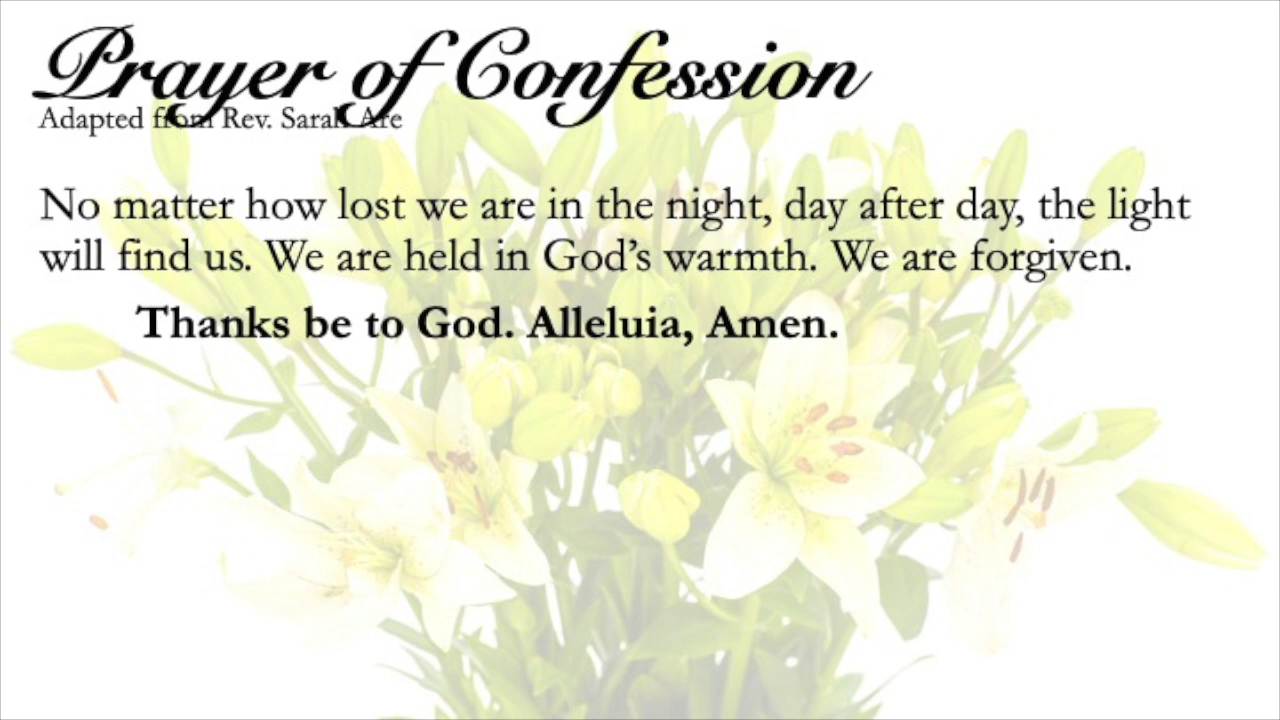 Prayer of Confession
Adapted from Rev. Sarah Are
No matter how lost we are in the night, day after day, the light
will find us. We are held in God’s warmth. We are forgiven.
Thanks be to God. Alleluia, Amen.